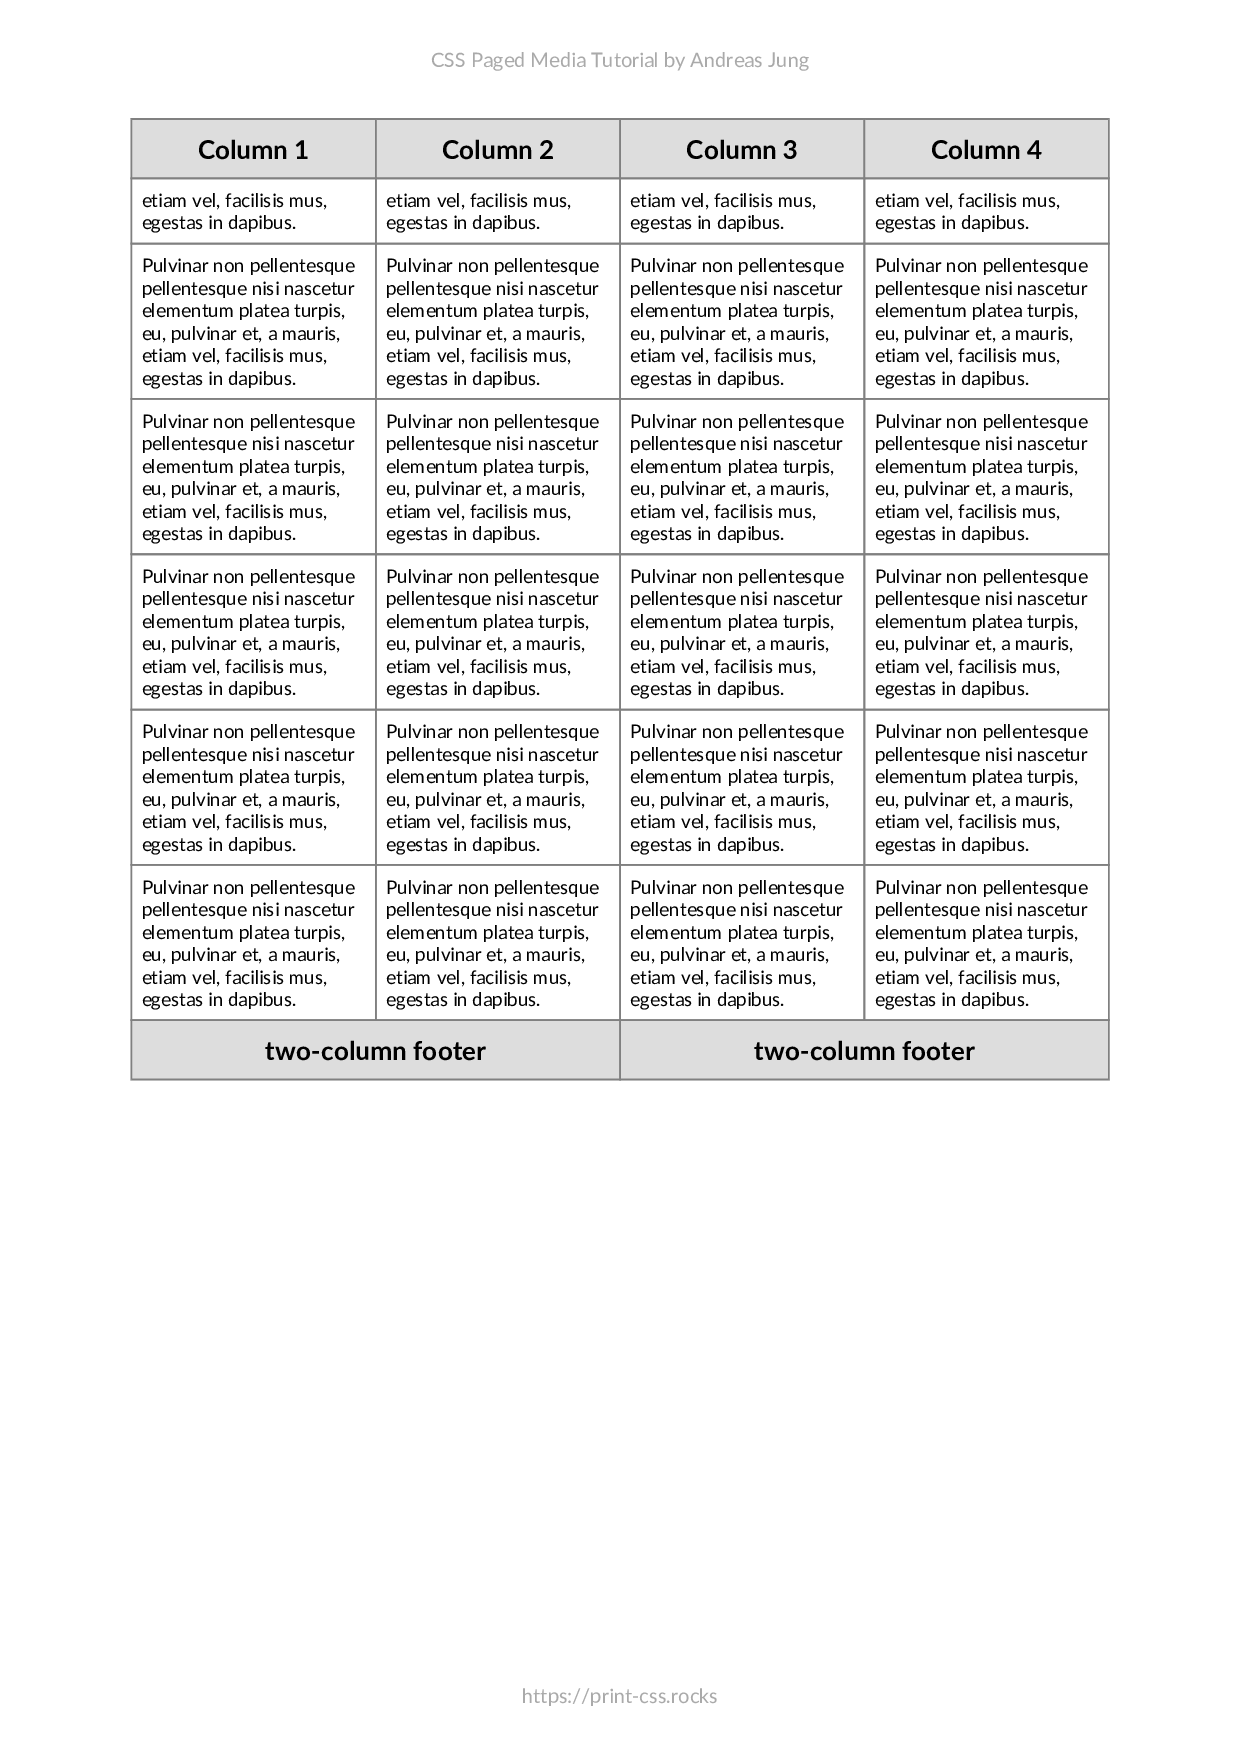 CSS Paged Media Tutorial by Andreas Jung
Column 1 Column 2 Column 3 Column 4
etiam vel, facilisis mus, etiam vel, facilisis mus, etiam vel, facilisis mus, etiam vel, facilisis mus,
egestas in dapibus. egestas in dapibus. egestas in dapibus. egestas in dapibus.
Pulvinar non pellentesque Pulvinar non pellentesque Pulvinar non pellentesque Pulvinar non pellentesque
pellentesque nisi nascetur pellentesque nisi nascetur pellentesque nisi nascetur pellentesque nisi nascetur
elementum platea turpis, elementum platea turpis, elementum platea turpis, elementum platea turpis,
eu, pulvinar et, a mauris, eu, pulvinar et, a mauris, eu, pulvinar et, a mauris, eu, pulvinar et, a mauris,
etiam vel, facilisis mus, etiam vel, facilisis mus, etiam vel, facilisis mus, etiam vel, facilisis mus,
egestas in dapibus. egestas in dapibus. egestas in dapibus. egestas in dapibus.
Pulvinar non pellentesque Pulvinar non pellentesque Pulvinar non pellentesque Pulvinar non pellentesque
pellentesque nisi nascetur pellentesque nisi nascetur pellentesque nisi nascetur pellentesque nisi nascetur
elementum platea turpis, elementum platea turpis, elementum platea turpis, elementum platea turpis,
eu, pulvinar et, a mauris, eu, pulvinar et, a mauris, eu, pulvinar et, a mauris, eu, pulvinar et, a mauris,
etiam vel, facilisis mus, etiam vel, facilisis mus, etiam vel, facilisis mus, etiam vel, facilisis mus,
egestas in dapibus. egestas in dapibus. egestas in dapibus. egestas in dapibus.
Pulvinar non pellentesque Pulvinar non pellentesque Pulvinar non pellentesque Pulvinar non pellentesque
pellentesque nisi nascetur pellentesque nisi nascetur pellentesque nisi nascetur pellentesque nisi nascetur
elementum platea turpis, elementum platea turpis, elementum platea turpis, elementum platea turpis,
eu, pulvinar et, a mauris, eu, pulvinar et, a mauris, eu, pulvinar et, a mauris, eu, pulvinar et, a mauris,
etiam vel, facilisis mus, etiam vel, facilisis mus, etiam vel, facilisis mus, etiam vel, facilisis mus,
egestas in dapibus. egestas in dapibus. egestas in dapibus. egestas in dapibus.
Pulvinar non pellentesque Pulvinar non pellentesque Pulvinar non pellentesque Pulvinar non pellentesque
pellentesque nisi nascetur pellentesque nisi nascetur pellentesque nisi nascetur pellentesque nisi nascetur
elementum platea turpis, elementum platea turpis, elementum platea turpis, elementum platea turpis,
eu, pulvinar et, a mauris, eu, pulvinar et, a mauris, eu, pulvinar et, a mauris, eu, pulvinar et, a mauris,
etiam vel, facilisis mus, etiam vel, facilisis mus, etiam vel, facilisis mus, etiam vel, facilisis mus,
egestas in dapibus. egestas in dapibus. egestas in dapibus. egestas in dapibus.
Pulvinar non pellentesque Pulvinar non pellentesque Pulvinar non pellentesque Pulvinar non pellentesque
pellentesque nisi nascetur pellentesque nisi nascetur pellentesque nisi nascetur pellentesque nisi nascetur
elementum platea turpis, elementum platea turpis, elementum platea turpis, elementum platea turpis,
eu, pulvinar et, a mauris, eu, pulvinar et, a mauris, eu, pulvinar et, a mauris, eu, pulvinar et, a mauris,
etiam vel, facilisis mus, etiam vel, facilisis mus, etiam vel, facilisis mus, etiam vel, facilisis mus,
egestas in dapibus. egestas in dapibus. egestas in dapibus. egestas in dapibus.
two-column footer two-column footer
https://print-css.rocks